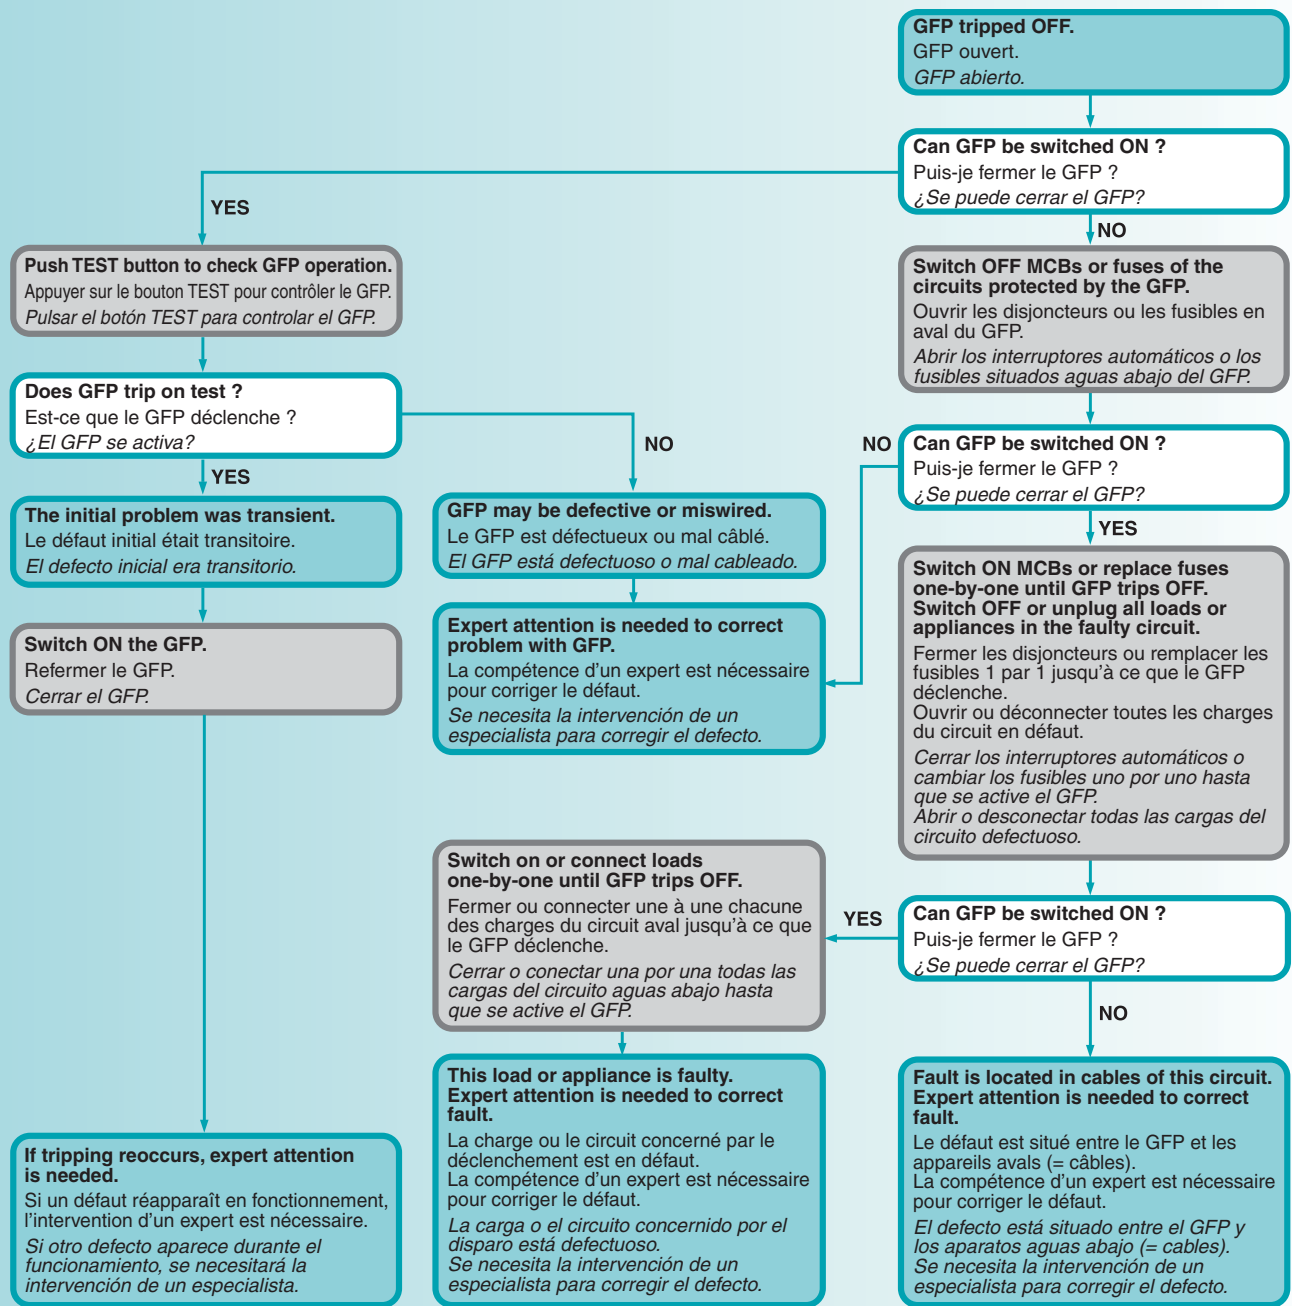 GFP tripped OFF.
GFP ouvert.
GFP abierto.
Can GFP be switched ON ?
Puis-je fermer le GFP ?
¿Se puede cerrar el GFP?
YES
NO
Push TEST button to check GFP operation.
Appuyer sur le bouton TEST pour contrôler le GFP.
Pulsar el botón TEST para controlar el GFP.
Switch OFF MCBs or fuses of the
circuits protected by the GFP.
Ouvrir les disjoncteurs ou les fusibles en
aval du GFP.
Abrir los interruptores automáticos o los
fusibles situados aguas abajo del GFP.
Does GFP trip on test ?
Est-ce que le GFP déclenche ?
¿El GFP se activa?
NO
YES
NO
Can GFP be switched ON ?
Puis-je fermer le GFP ?
¿Se puede cerrar el GFP?
YES
The initial problem was transient.
Le défaut initial était transitoire.
El defecto inicial era transitorio.
GFP may be defective or miswired.
Le GFP est défectueux ou mal câblé.
El GFP está defectuoso o mal cableado.
Switch ON the GFP.
Refermer le GFP.
Cerrar el GFP.
Expert attention is needed to correct
problem with GFP.
La compétence d'un expert est nécessaire
pour corriger le défaut.
Se necesita la intervención de un
especialista para corregir el defecto.
Switch ON MCBs or replace fuses
one-by-one until GFP trips OFF.
Switch OFF or unplug all loads or
appliances in the faulty circuit.
Fermer les disjoncteurs ou remplacer les
fusibles 1 par 1 jusqu'à ce que le GFP
déclenche.
Ouvrir ou déconnecter toutes les charges
du circuit en défaut.
Cerrar los interruptores automáticos o
cambiar los fusibles uno por uno hasta
que se active el GFP.
Abrir o desconectar todas las cargas del
circuito defectuoso.
Switch on or connect loads
one-by-one until GFP trips OFF.
Fermer ou connecter une à une chacune
des charges du circuit aval jusqu'à ce que
le GFP déclenche.
Cerrar o conectar una por una todas las
cargas del circuito aguas abajo hasta
que se active el GFP.
YES
Can GFP be switched ON ?
Puis-je fermer le GFP ?
¿Se puede cerrar el GFP?
NO
If tripping reoccurs, expert attention
is needed.
Si un défaut réapparaît en fonctionnement,
l'intervention d'un expert est nécessaire.
Si otro defecto aparece durante el
funcionamiento, se necesitará la
intervención de un especialista.
This load or appliance is faulty.
Expert attention is needed to correct
fault.
La charge ou le circuit concerné par le
déclenchement est en défaut.
La compétence d'un expert est nécessaire
pour corriger le défaut.
La carga o el circuito concernido por el
disparo está defectuoso.
Se necesita la intervención de un
especialista para corregir el defecto.
Fault is located in cables of this circuit.
Expert attention is needed to correct
fault.
Le défaut est situé entre le GFP et les
appareils avals (= câbles).
La compétence d'un expert est nécessaire
pour corriger le défaut.
El defecto está situado entre el GFP y
los aparatos aguas abajo (= cables).
Se necesita la intervención de un
especialista para corregir el defecto.